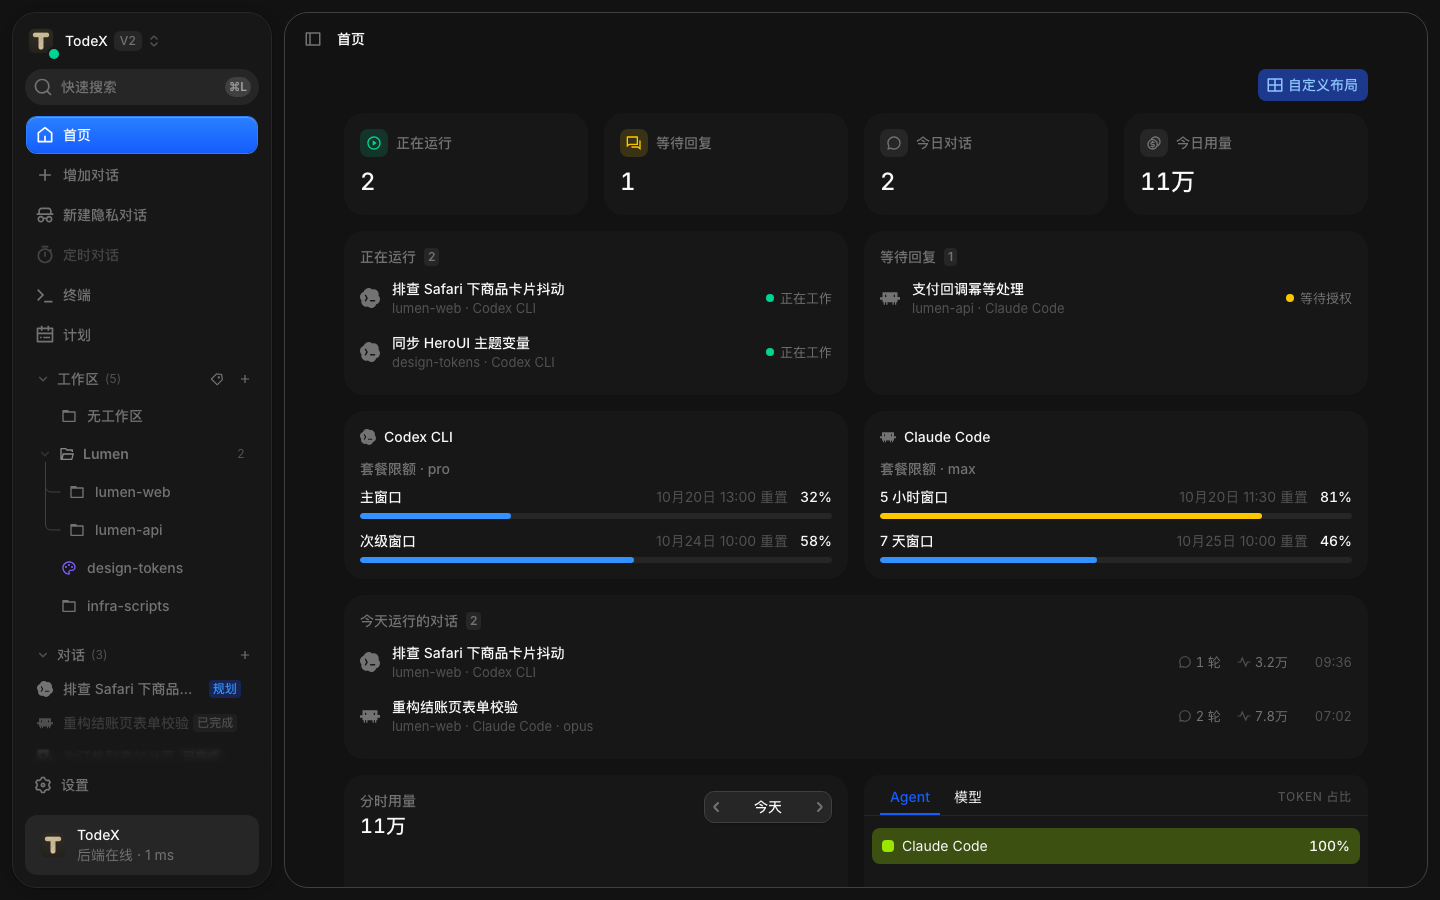 TodeX V2
快速搜索 ⌘L
首页
增加对话
新建隐私对话
定时对话
终端
计划
工作区 (5)
无工作区
Lumen 2
lumen-web
lumen-api
design-tokens
infra-scripts
对话 (3)
排查 Safari 下商品... 规划
重构结账页表单校验 已完成
设置
TodeX
后端在线 · 1 ms
首页
自定义布局
正在运行
2
等待回复
1
今日对话
2
今日用量
11万
正在运行 2
排查 Safari 下商品卡片抖动
lumen-web · Codex CLI
正在工作
同步 HeroUI 主题变量
design-tokens · Codex CLI
正在工作
等待回复 1
支付回调幂等处理
lumen-api · Claude Code
等待授权
Codex CLI
套餐限额 · pro
主窗口 10月20日 13:00 重置 32%
次级窗口 10月24日 10:00 重置 58%
Claude Code
套餐限额 · max
5 小时窗口 10月20日 11:30 重置 81%
7 天窗口 10月25日 10:00 重置 46%
今天运行的对话 2
排查 Safari 下商品卡片抖动
lumen-web · Codex CLI
1 轮 3.2万 09:36
重构结账页表单校验
lumen-web · Claude Code · opus
2 轮 7.8万 07:02
分时用量
11万
今天
Agent 模型 TOKEN 占比
Claude Code 100%